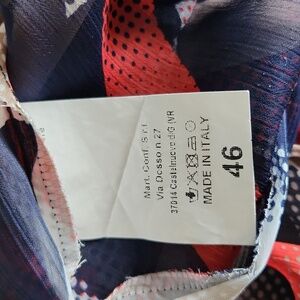 Mart. Conf. S.r.l.
Via Dosso n.27
37014 Castelnuovo d/G (VR
MADE IN ITALY
46